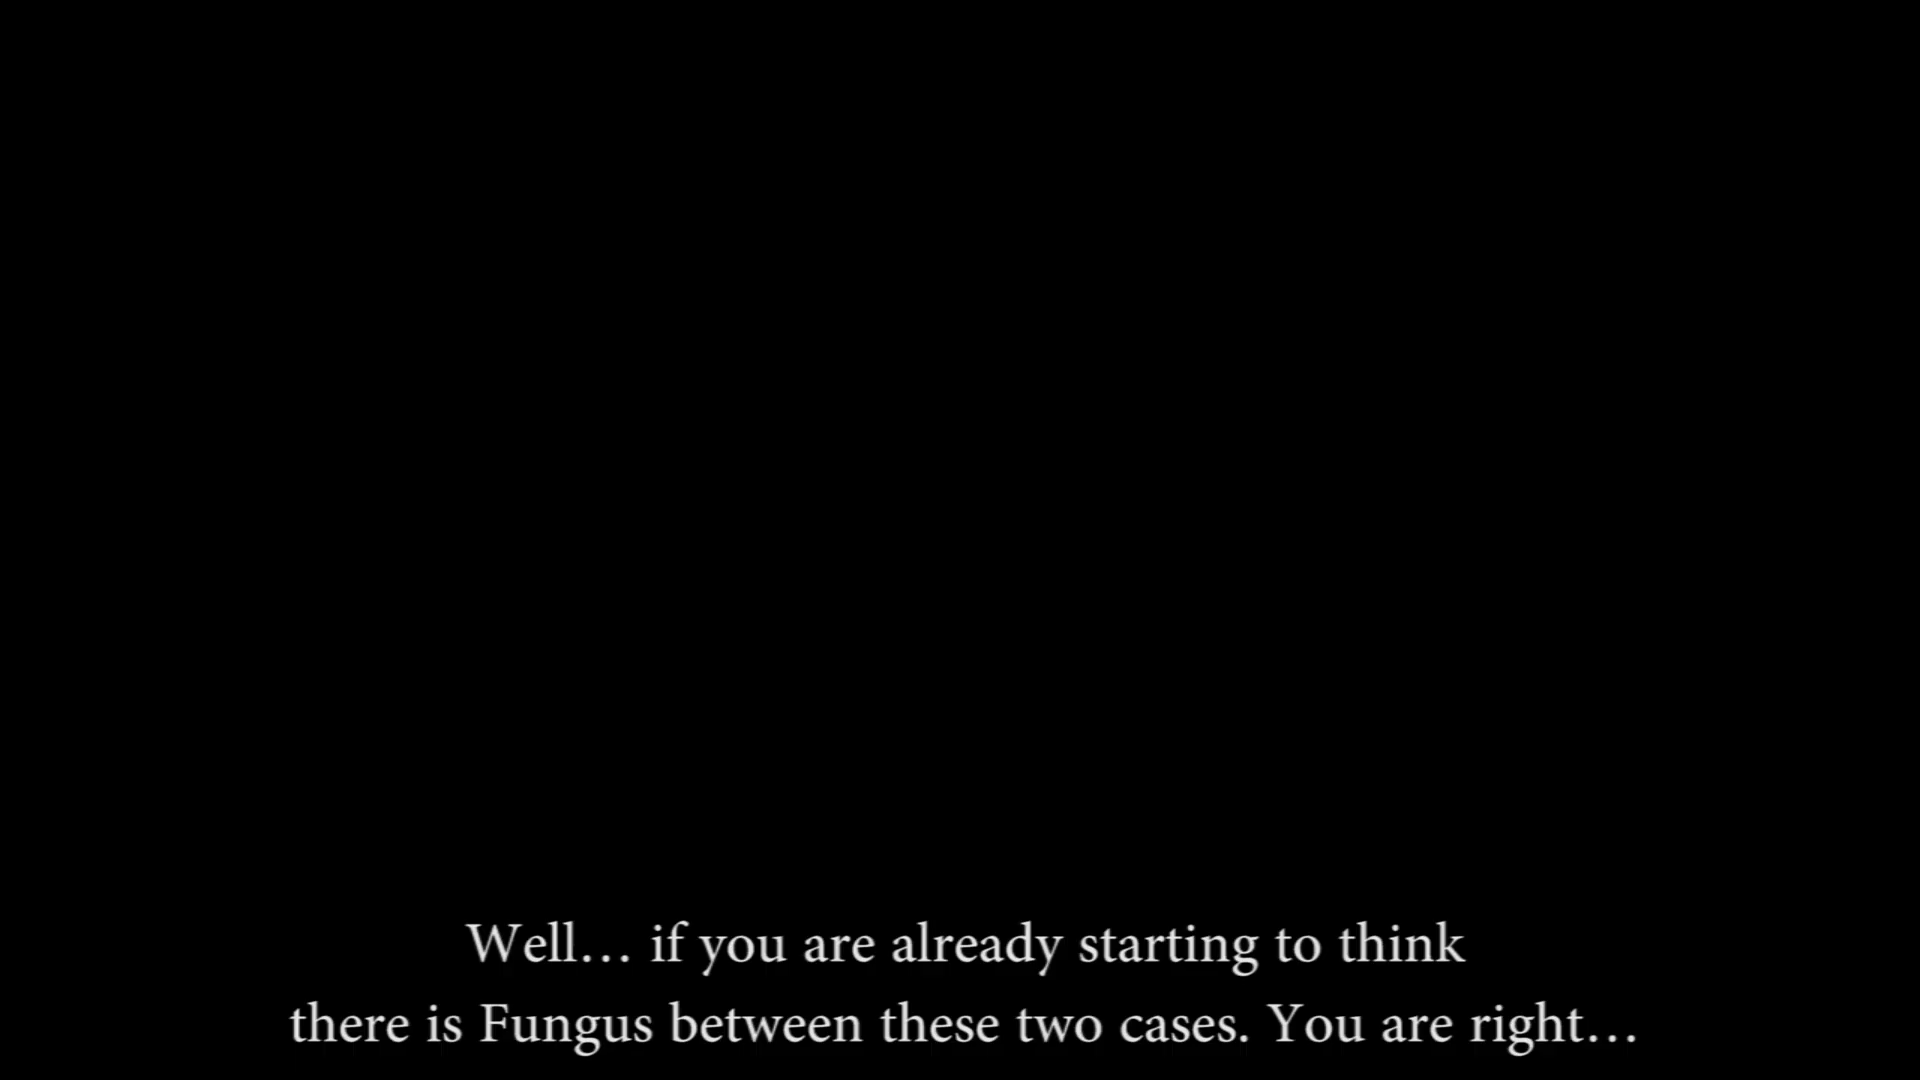 Well… if you are already starting to think
there is Fungus between these two cases. You are right…